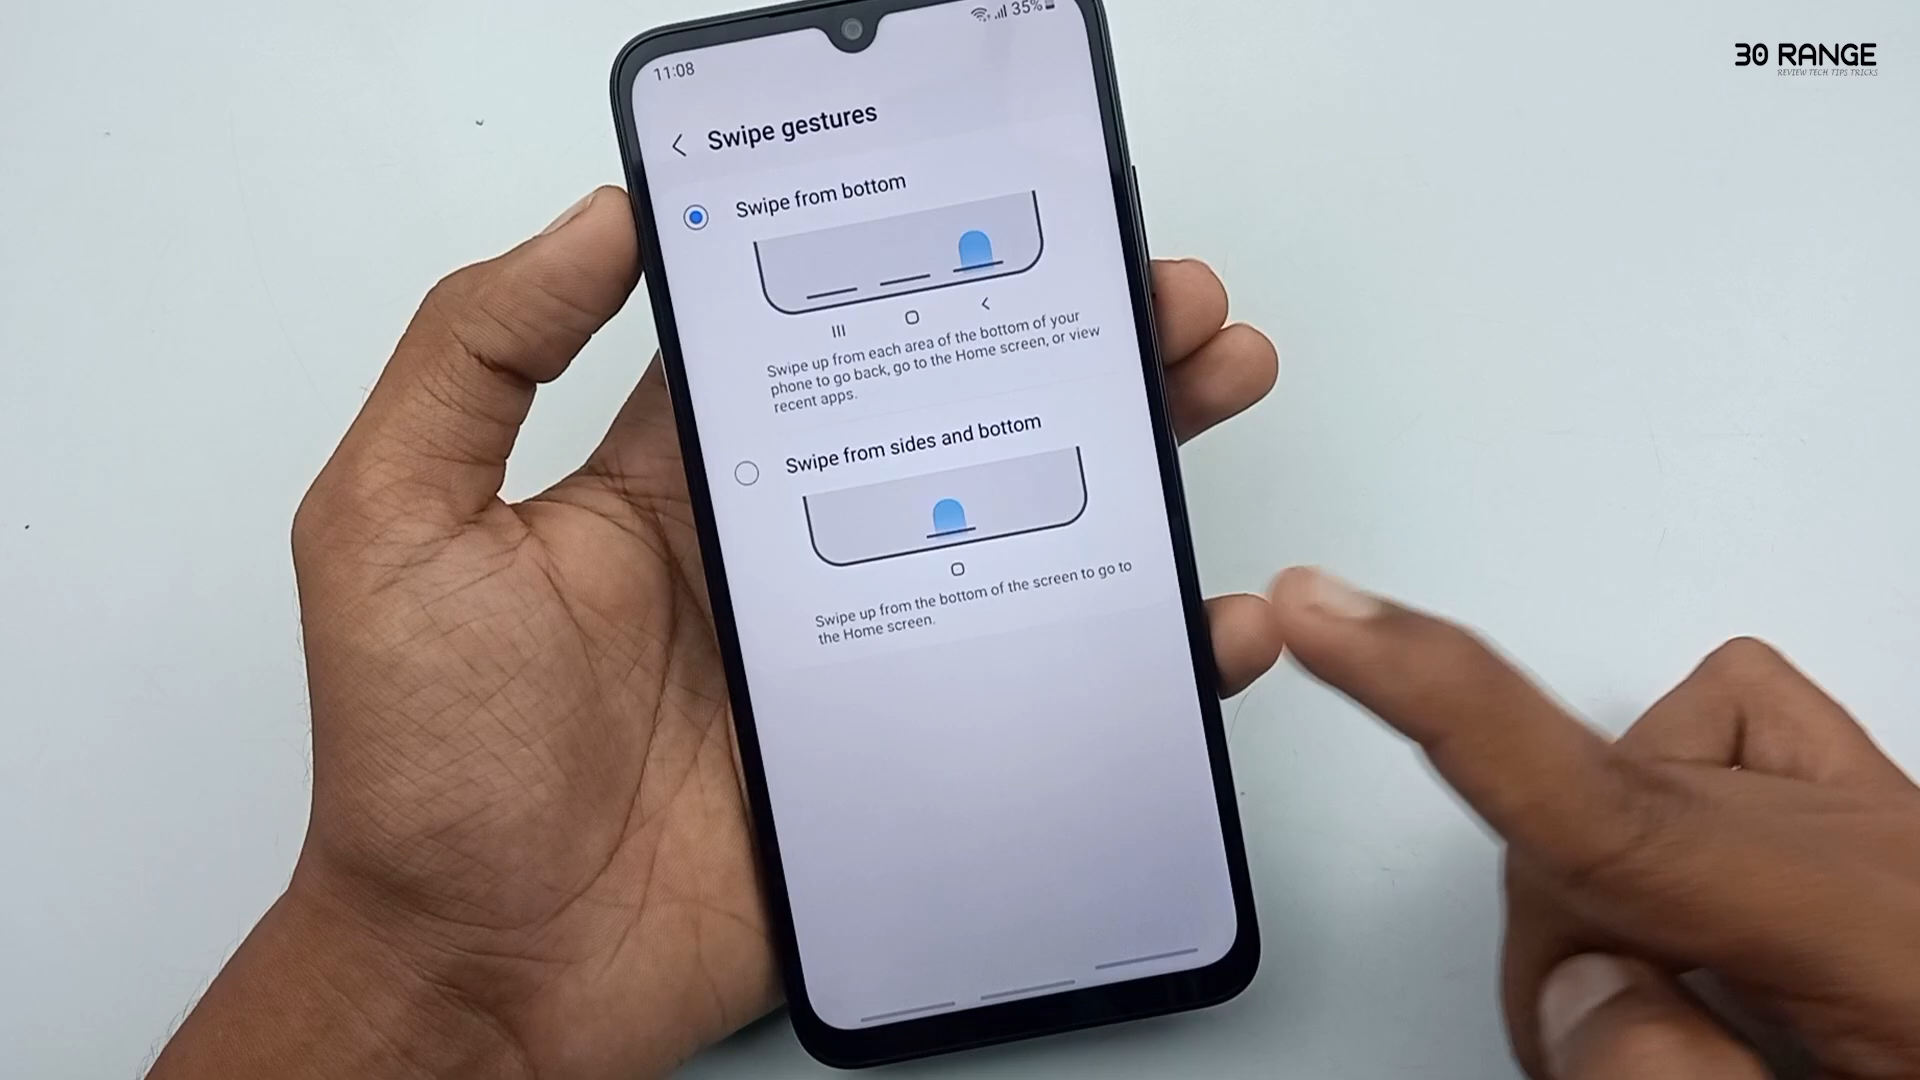 30 RANGE
REVIEW TECH TIPS TRICKS
35%
11:08
Swipe gestures
Swipe from bottom
Swipe up from each area of the bottom of your
phone to go back, go to the Home screen, or view
recent apps.
Swipe from sides and bottom
Swipe up from the bottom of the screen to go to
the Home screen.